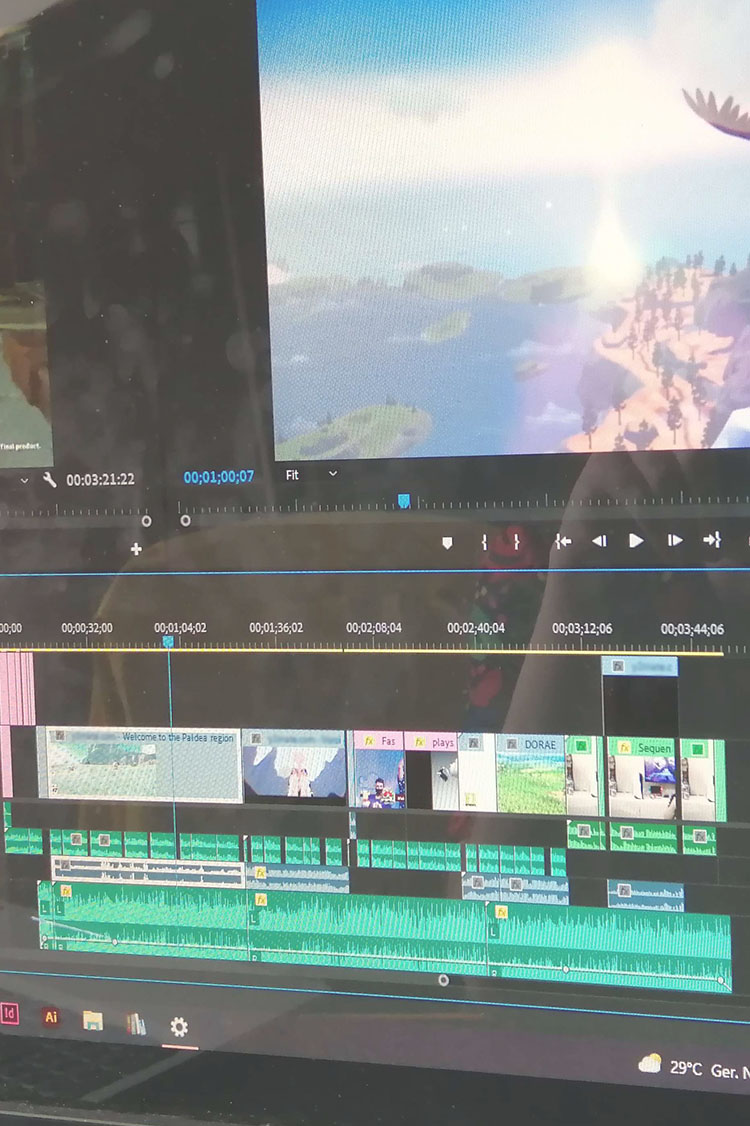 final product.
00:03:21:22
00;01;00;07
Fit
00;00
00;00;32;00
00;01;04;02
00;01;36;02
00;02;08;04
00;02;40;04
00;03;12;06
00;03;44;06
Welcome to the Paldea region
fx Fas
fx plays
fx DORAE
fx Sequen
L
L
L
Id
Ai
29°C Ger. N